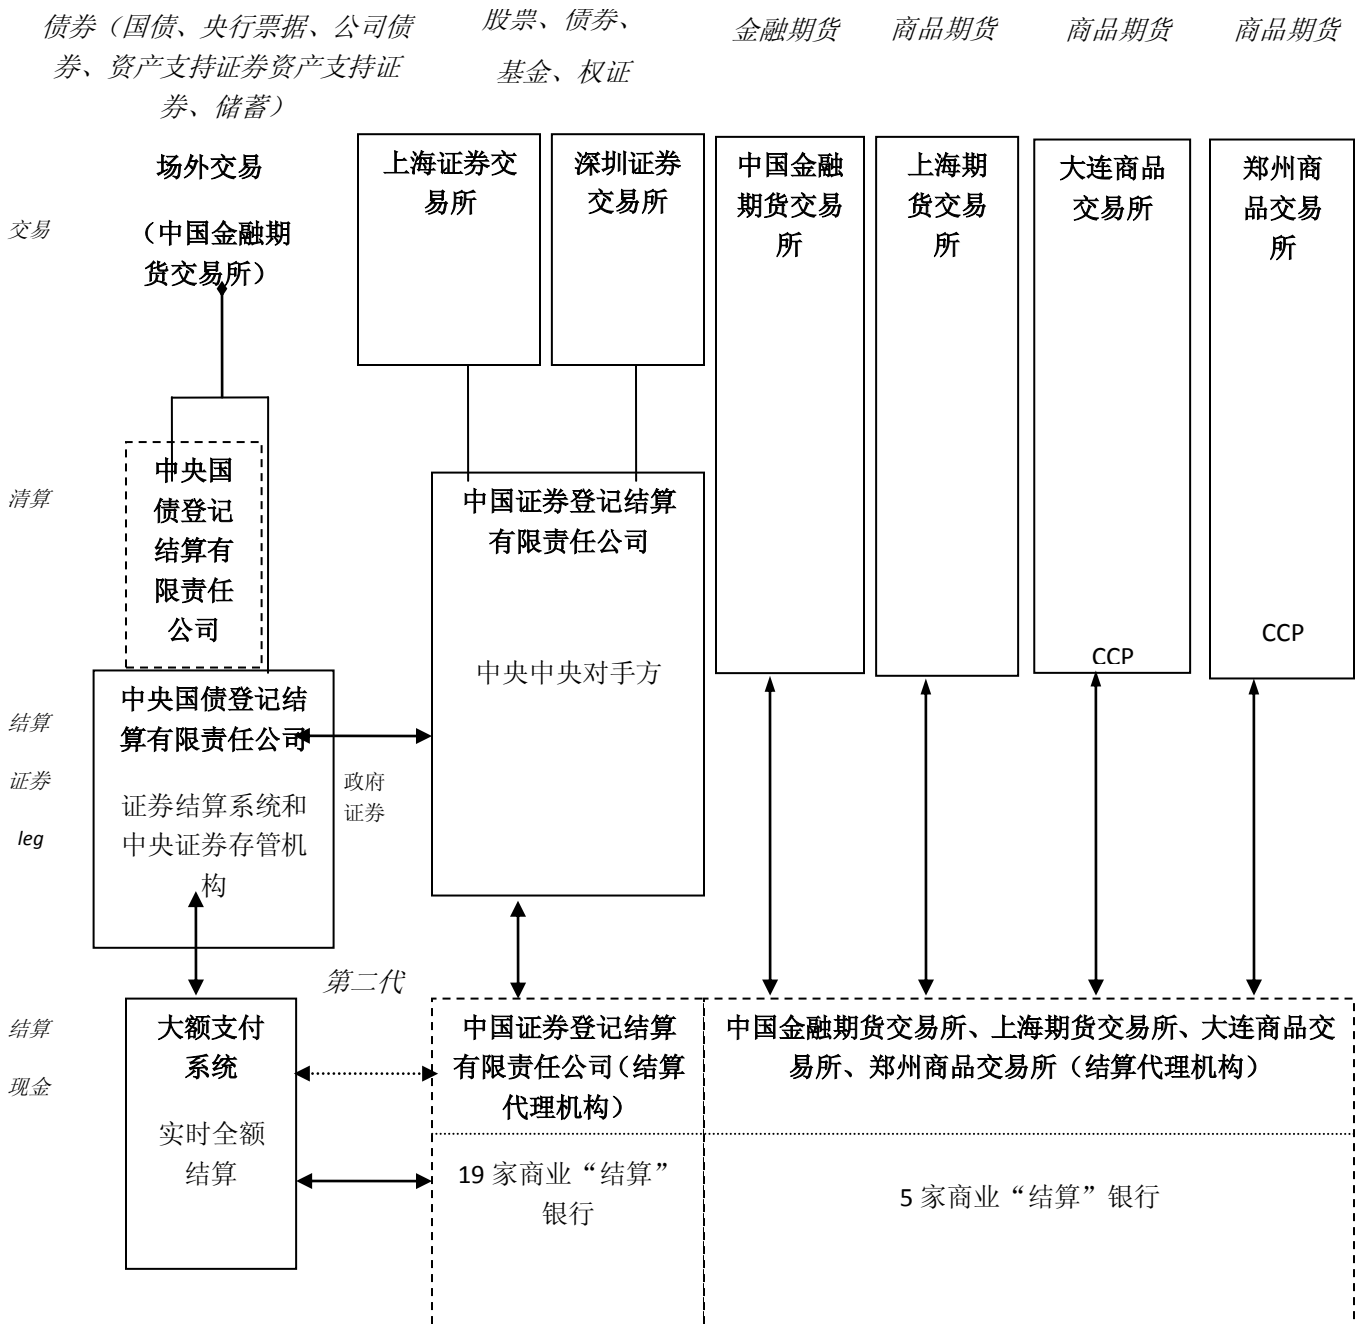 债券（国债、央行票据、公司债
券、资产支持证券资产支持证
券、储蓄）
股票、债券、
基金、权证
金融期货
商品期货
商品期货
商品期货
交易
场外交易
（中国金融期
货交易所）
上海证券交
易所
深圳证券
交易所
中国金融
期货交易
所
上海期
货交易
所
大连商品
交易所
郑州商
品交易
所
清算
中央国
债登记
结算有
限责任
公司
中国证券登记结算
有限责任公司
中央中央对手方
CCP
CCP
结算
证券
leg
中央国债登记结
算有限责任公司
证券结算系统和
中央证券存管机
构
政府
证券
第二代
结算
现金
大额支付
系统
实时全额
结算
中国证券登记结算
有限责任公司（结算
代理机构）
19 家商业“结算”
银行
中国金融期货交易所、上海期货交易所、大连商品交
易所、郑州商品交易所（结算代理机构）
5 家商业“结算”银行